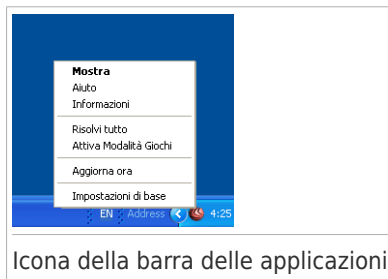 Mostra
Aiuto
Informazioni
Risolvi tutto
Attiva Modalità Giochi
Aggiorna ora
Impostazioni di base
EN Address 4:25
Icona della barra delle applicazioni